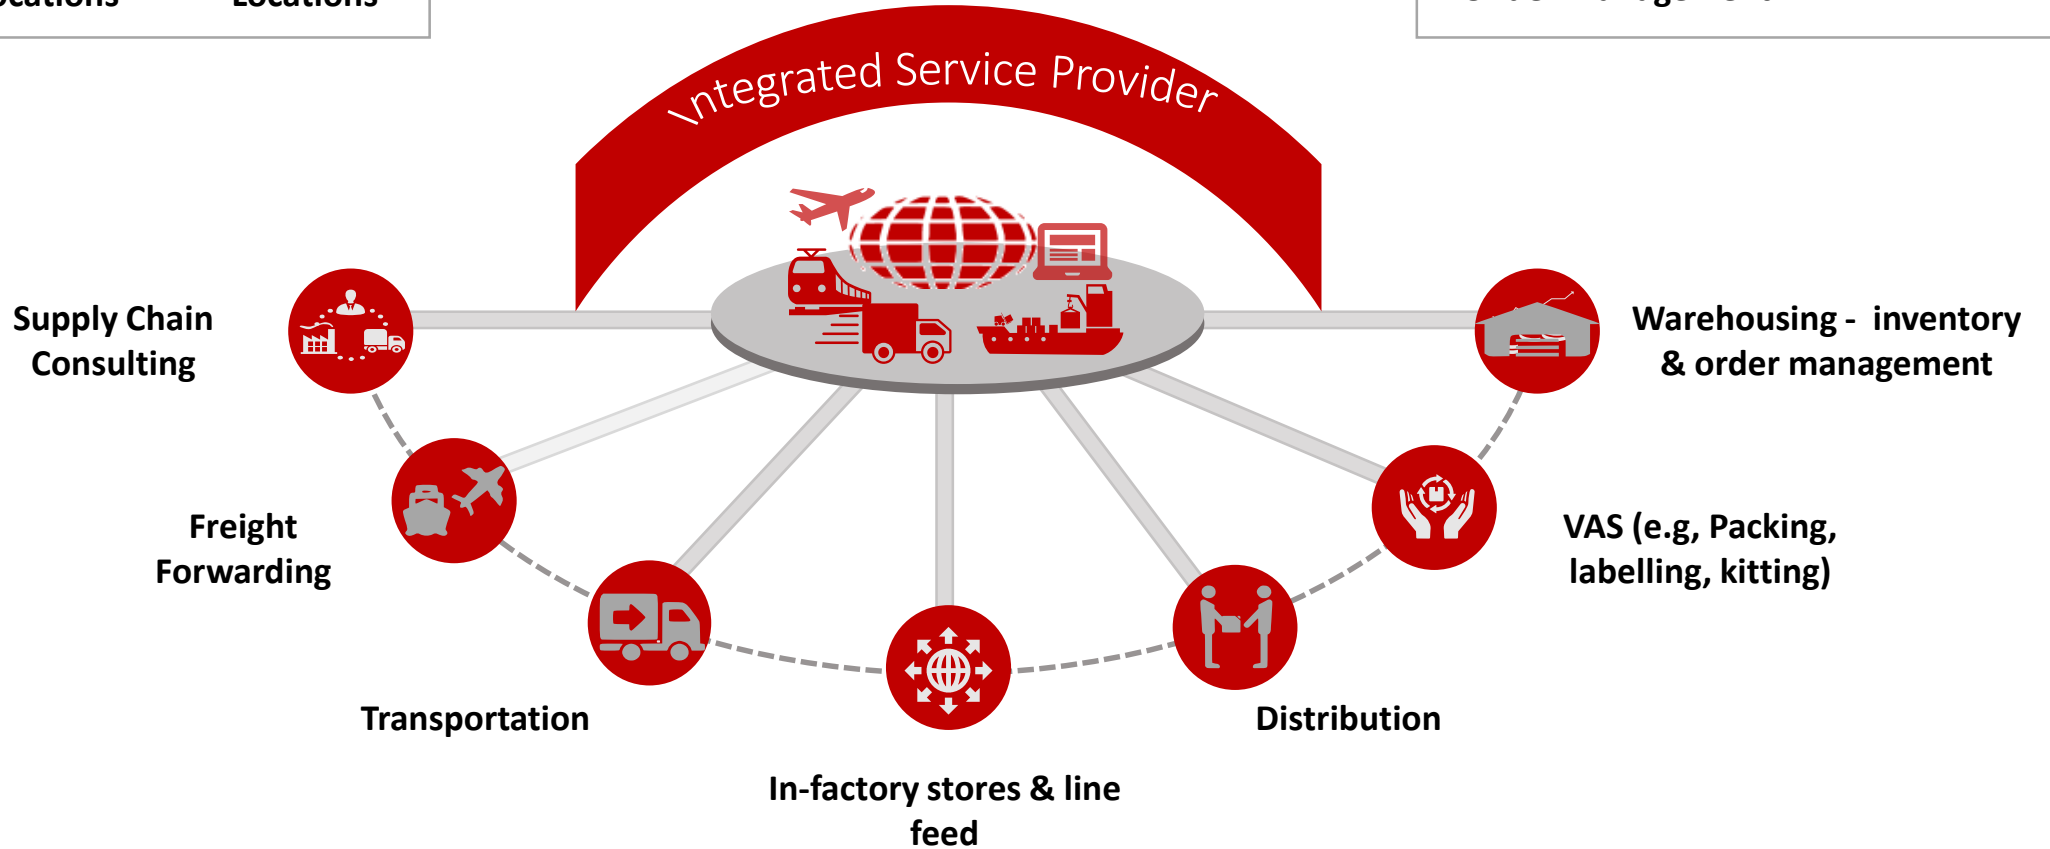 Locations
Integrated Service Provider
Supply Chain
Consulting
Warehousing - inventory
& order management
Freight
Forwarding
VAS (e.g, Packing,
labelling, kitting)
Transportation
Distribution
In-factory stores & line
feed